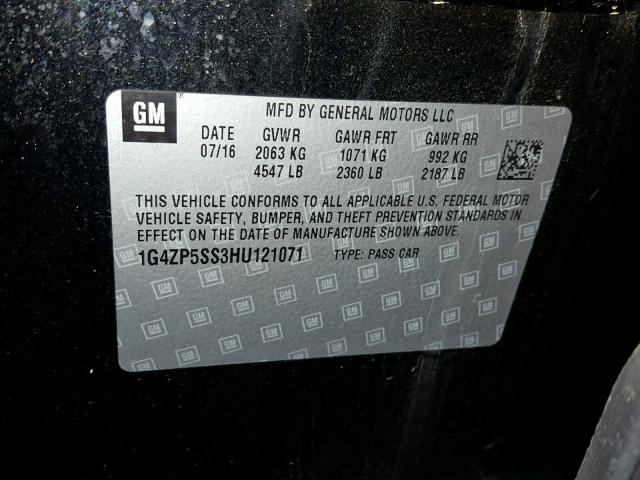 GM
MFD BY GENERAL MOTORS LLC
DATE GVWR GAWR FRT GAWR RR
07/16 2063 KG 1071 KG 992 KG
4547 LB 2360 LB 2187 LB
THIS VEHICLE CONFORMS TO ALL APPLICABLE U.S. FEDERAL MOTOR
VEHICLE SAFETY, BUMPER, AND THEFT PREVENTION STANDARDS IN
EFFECT ON THE DATE OF MANUFACTURE SHOWN ABOVE.
1G4ZP5SS3HU121071 TYPE: PASS CAR